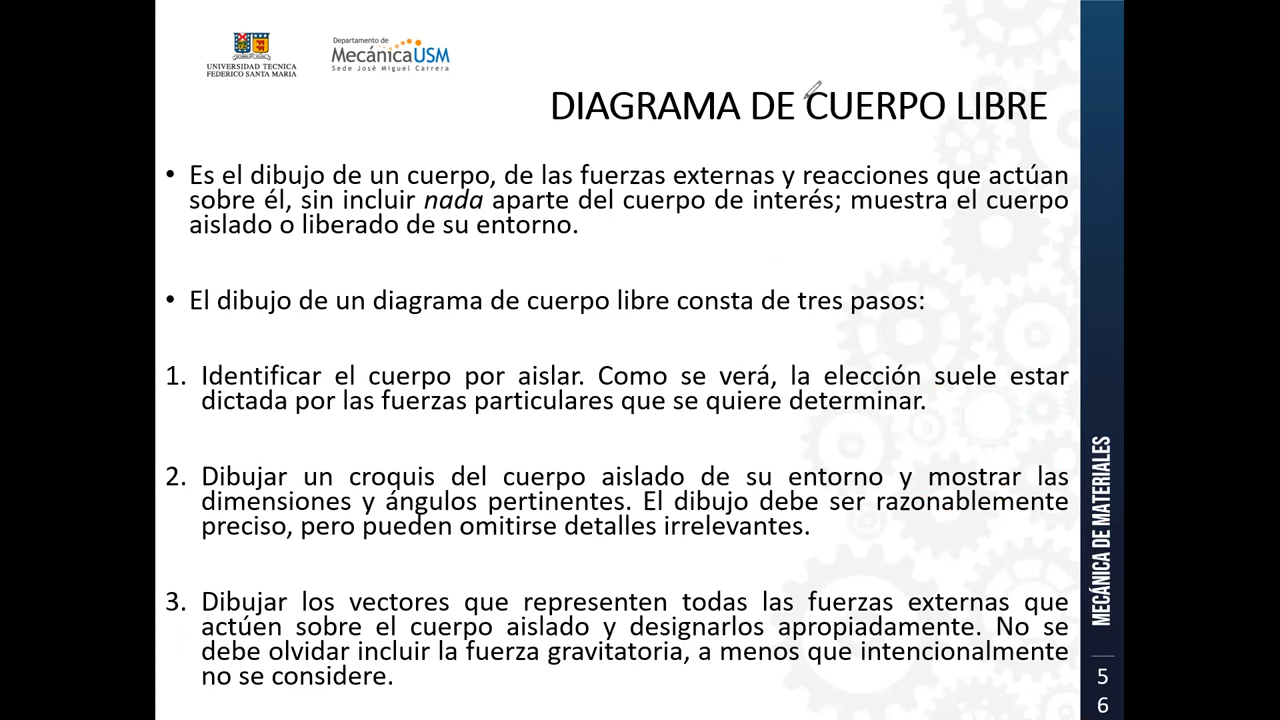 UNIVERSIDAD TECNICA
FEDERICO SANTA MARIA
Departamento de
MecánicaUSM
Sede José Miguel Carrera
DIAGRAMA DE CUERPO LIBRE
• Es el dibujo de un cuerpo, de las fuerzas externas y reacciones que actúan
sobre él, sin incluir nada aparte del cuerpo de interés; muestra el cuerpo
aislado o liberado de su entorno.
• El dibujo de un diagrama de cuerpo libre consta de tres pasos:
1. Identificar el cuerpo por aislar. Como se verá, la elección suele estar
dictada por las fuerzas particulares que se quiere determinar.
2. Dibujar un croquis del cuerpo aislado de su entorno y mostrar las
dimensiones y ángulos pertinentes. El dibujo debe ser razonablemente
preciso, pero pueden omitirse detalles irrelevantes.
3. Dibujar los vectores que representen todas las fuerzas externas que
actúen sobre el cuerpo aislado y designarlos apropiadamente. No se
debe olvidar incluir la fuerza gravitatoria, a menos que intencionalmente
no se considere.
MECÁNICA DE MATERIALES
5
6